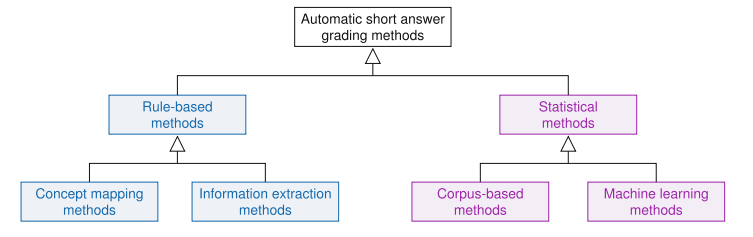 Automatic short answer
grading methods
Rule-based
methods
Statistical
methods
Concept mapping
methods
Information extraction
methods
Corpus-based
methods
Machine learning
methods